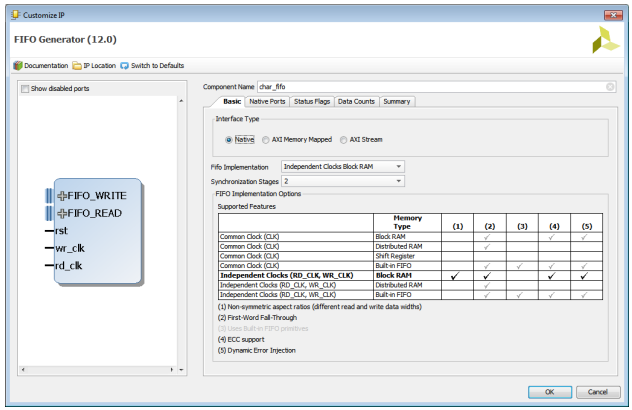 Customize IP
FIFO Generator (12.0)
Documentation IP Location Switch to Defaults
Show disabled ports
FIFO_WRITE
FIFO_READ
rst
wr_clk
rd_clk
Component Name char_fifo
Basic Native Ports Status Flags Data Counts Summary
Interface Type
Native AXI Memory Mapped AXI Stream
Fifo Implementation Independent Clocks Block RAM
Synchronization Stages 2
FIFO Implementation Options
Supported Features
Memory Type (1) (2) (3) (4) (5)
Common Clock (CLK) Block RAM ✓ ✓ ✓
Common Clock (CLK) Distributed RAM ✓
Common Clock (CLK) Shift Register
Common Clock (CLK) Built-in FIFO ✓ ✓ ✓ ✓
Independent Clocks (RD_CLK, WR_CLK) Block RAM ✓ ✓ ✓ ✓
Independent Clocks (RD_CLK, WR_CLK) Distributed RAM ✓
Independent Clocks (RD_CLK, WR_CLK) Built-in FIFO ✓ ✓ ✓ ✓
(1) Non-symmetric aspect ratios (different read and write data widths)
(2) First-Word Fall-Through
(3) Uses Built-in FIFO primitives
(4) ECC support
(5) Dynamic Error Injection
OK Cancel